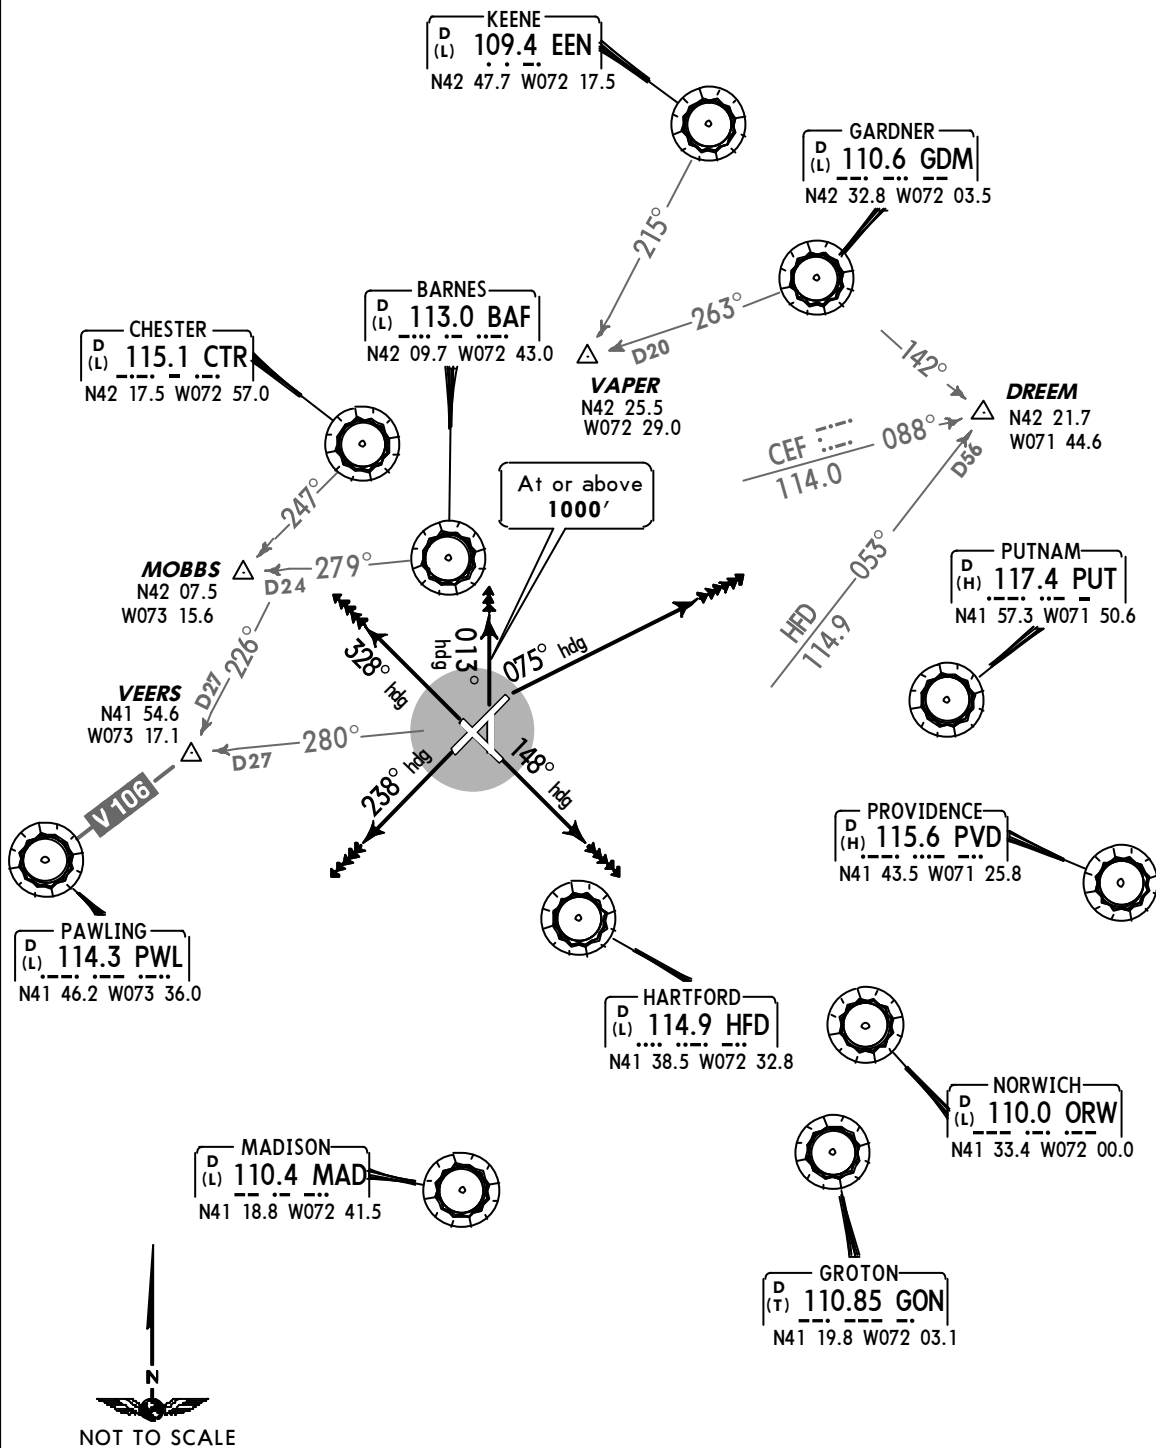 KEENE
D
(L) 109.4 EEN
N42 47.7 W072 17.5
GARDNER
D
(L) 110.6 GDM
N42 32.8 W072 03.5
215°
263°
D20
VAPER
N42 25.5
W072 29.0
BARNES
D
(L) 113.0 BAF
N42 09.7 W072 43.0
CHESTER
D
(L) 115.1 CTR
N42 17.5 W072 57.0
142°
DREEM
N42 21.7
W071 44.6
CEF 088°
114.0
D56
053°
HFD
114.9
At or above
1000'
247°
MOBBS
N42 07.5
W073 15.6
279°
D24
226°
D27
VEERS
N41 54.6
W073 17.1
280°
D27
V 106
328° hdg
013° hdg
075° hdg
238° hdg
148° hdg
PUTNAM
D
(H) 117.4 PUT
N41 57.3 W071 50.6
PROVIDENCE
D
(H) 115.6 PVD
N41 43.5 W071 25.8
PAWLING
D
(L) 114.3 PWL
N41 46.2 W073 36.0
HARTFORD
D
(L) 114.9 HFD
N41 38.5 W072 32.8
NORWICH
D
(L) 110.0 ORW
N41 33.4 W072 00.0
MADISON
D
(L) 110.4 MAD
N41 18.8 W072 41.5
GROTON
D
(T) 110.85 GON
N41 19.8 W072 03.1
N
NOT TO SCALE